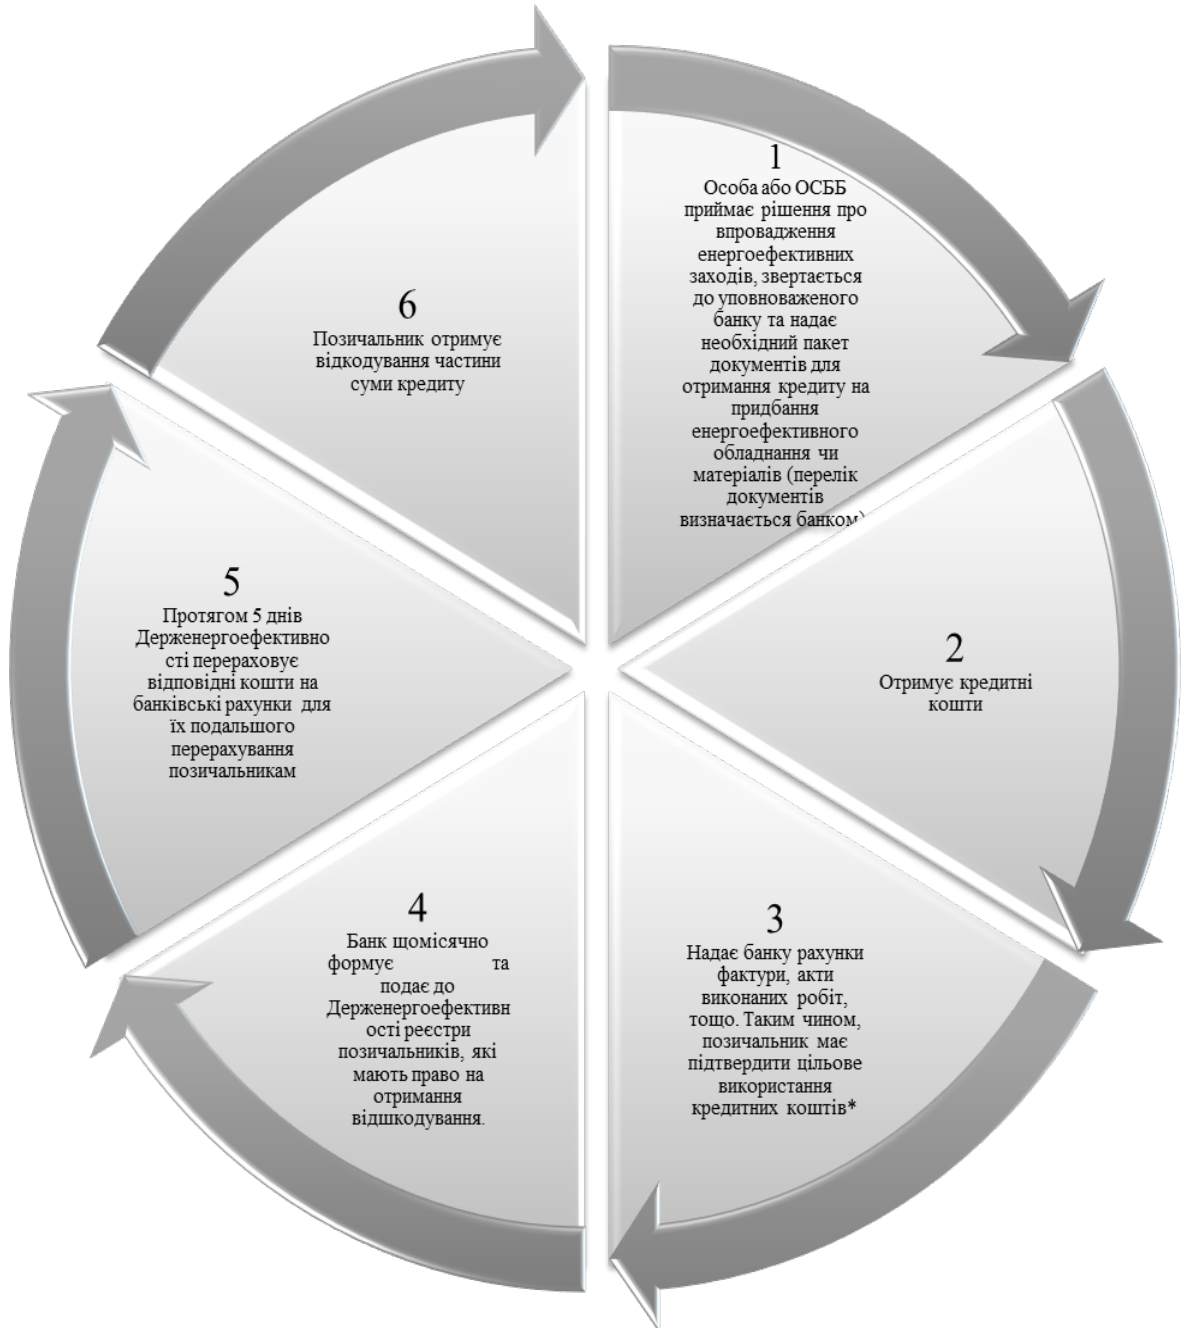 1
Особа або ОСББ
приймає рішення про
впровадження
енергоефективних
заходів, звертається
до уповноваженого
банку та надає
необхідний пакет
документів для
отримання кредиту на
придбання
енергоефективного
обладнання чи
матеріалів (перелік
документів
визначається банком)
2
Отримує кредитні
кошти
3
Надає банку рахунки
фактури, акти
виконаних робіт,
тощо. Таким чином,
позичальник має
підтвердити цільове
використання
кредитних коштів*
4
Банк щомісячно
формує та
подає до
Держенергоефективн
ості реєстри
позичальників, які
мають право на
отримання
відшкодування.
5
Протягом 5 днів
Держенергоефективно
сті перераховує
відповідні кошти на
банківські рахунки для
їх подальшого
перерахування
позичальникам
6
Позичальник отримує
відкодування частини
суми кредиту